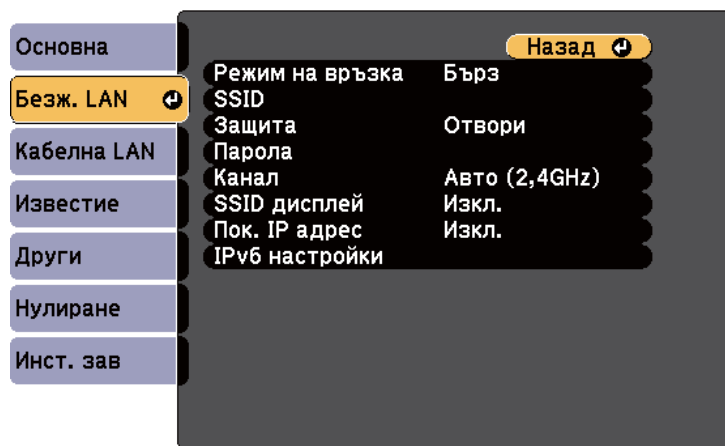 Основна
Безж. LAN
Кабелна LAN
Известие
Други
Нулиране
Инст. зав
Назад
Режим на връзка Бърз
SSID
Защита Отвори
Парола
Канал Авто (2,4GHz)
SSID дисплей Изкл.
Пок. IP адрес Изкл.
IPv6 настройки